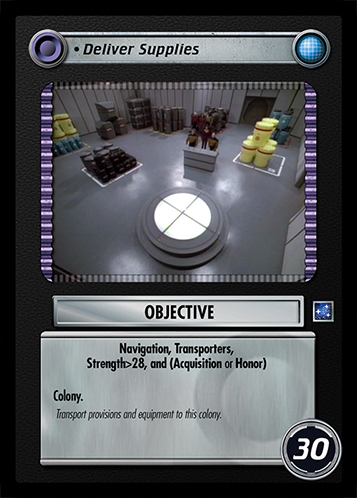 • Deliver Supplies
OBJECTIVE
Navigation, Transporters,
Strength>28, and (Acquisition or Honor)
Colony.
Transport provisions and equipment to this colony.
30